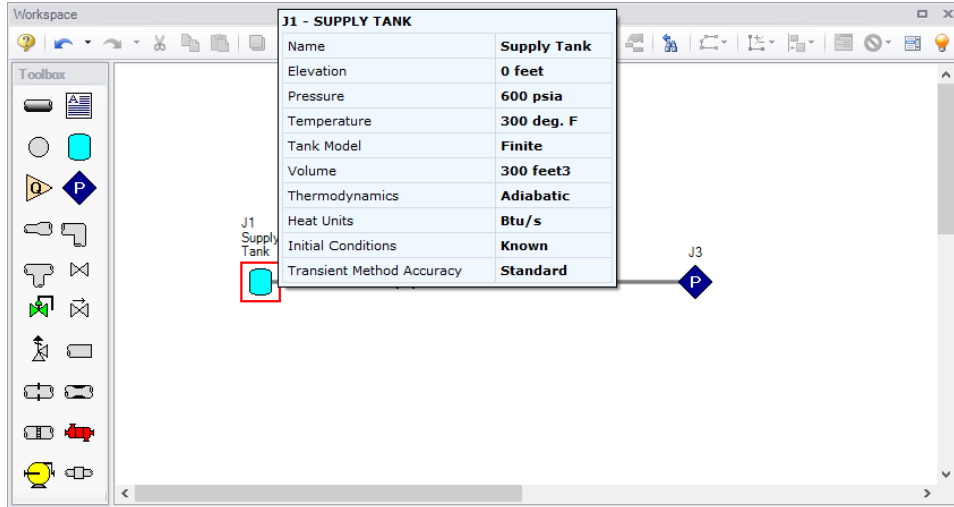 Workspace
J1 - SUPPLY TANK
Name Supply Tank
Elevation 0 feet
Pressure 600 psia
Temperature 300 deg. F
Tank Model Finite
Volume 300 feet3
Thermodynamics Adiabatic
Heat Units Btu/s
Initial Conditions Known
Transient Method Accuracy Standard
Toolbox
A
Q
P
J1
Supply
Tank
J3
P